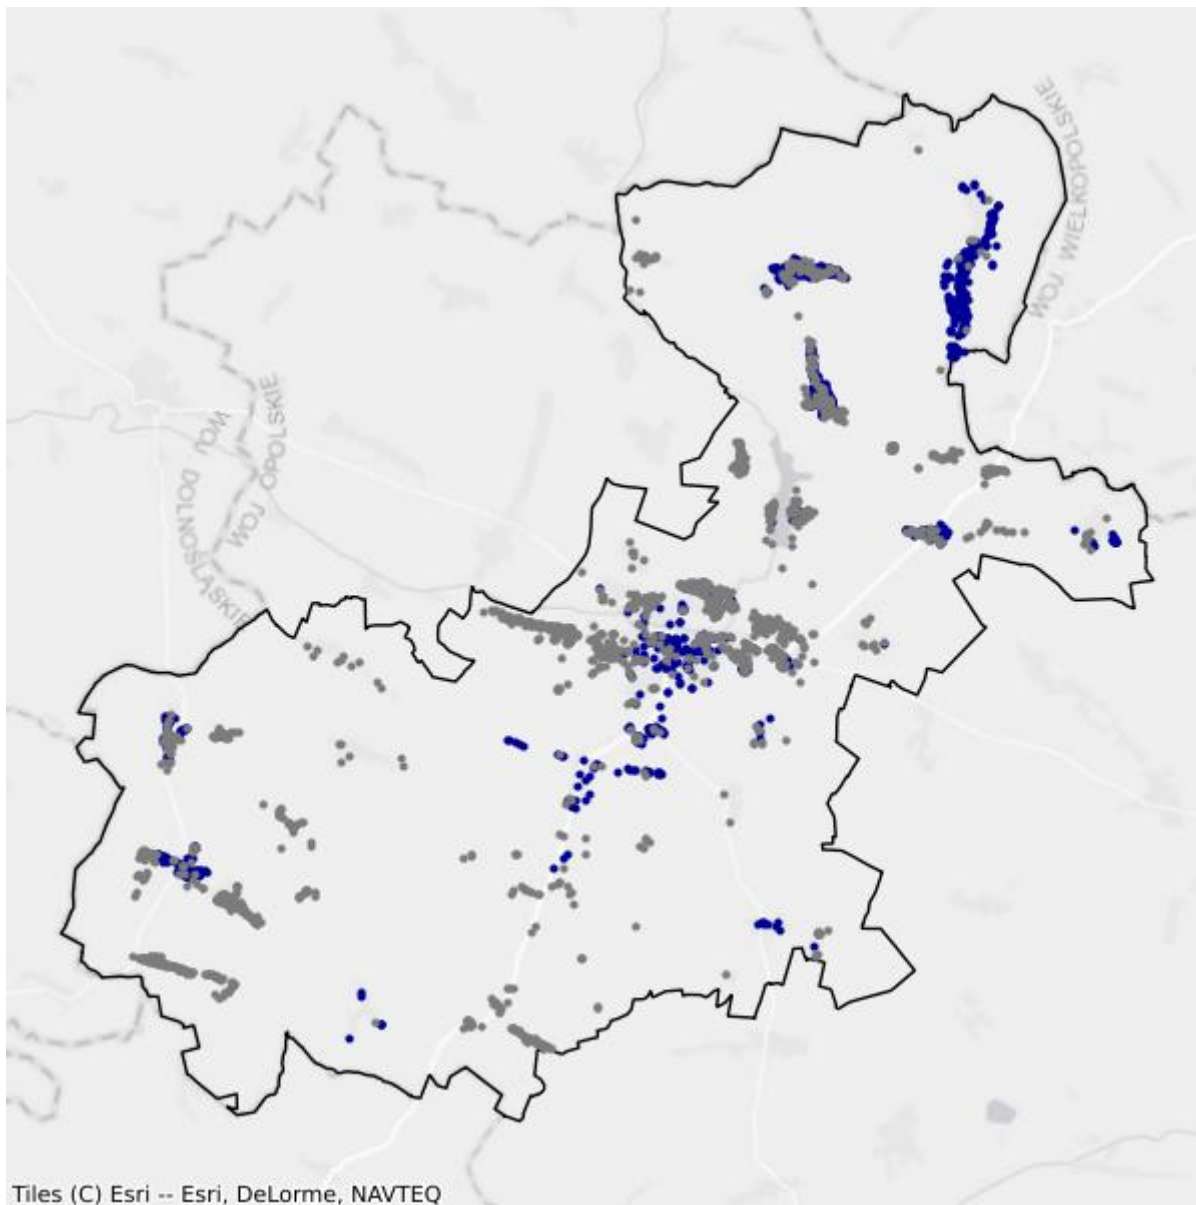 WOJ. WIELKOPOLSKIE
WOJ. OPOLSKIE
WOJ. DOLNOŚLĄSKIE
Tiles (C) Esri -- Esri, DeLorme, NAVTEQ